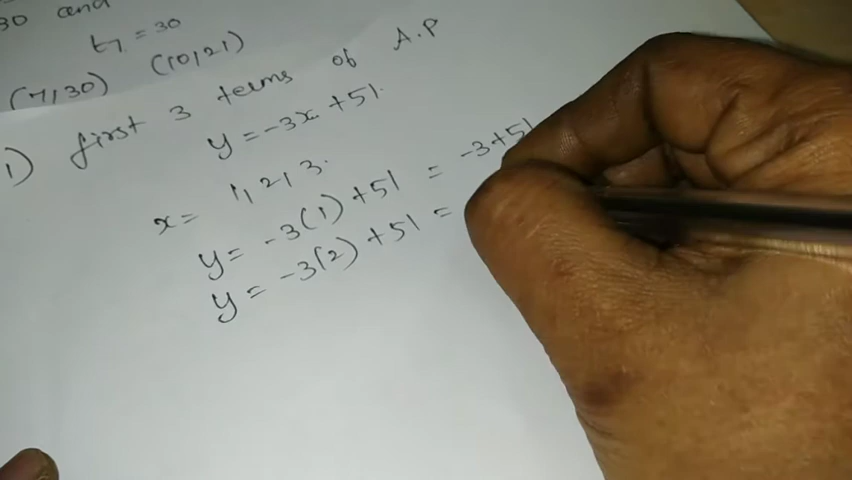 30 and
t7 = 30
(7,30) (10,21)
1) first 3 terms of A.P
y = -3x + 51.
x = 1, 2, 3.
y = -3(1) + 51 = -3+51
y = -3(2) + 51 =